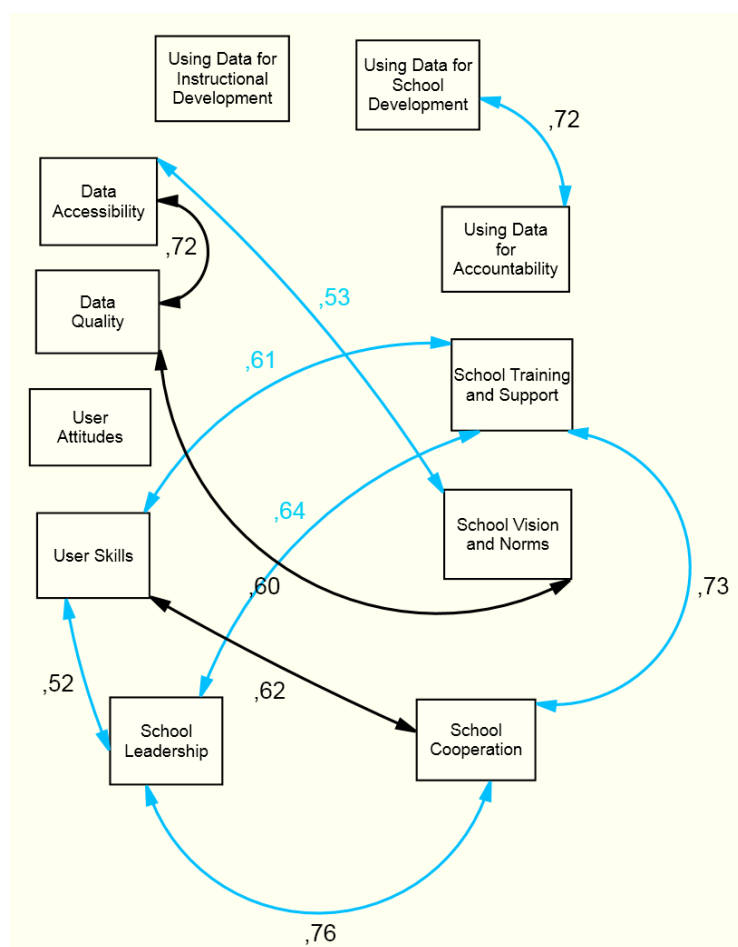 Using Data for
Instructional
Development
Using Data for
School
Development
,72
Data
Accessibility
,72
Using Data
for
Accountability
Data
Quality
,53
,61
School Training
and Support
User
Attitudes
,64
School Vision
and Norms
User Skills
,60
,73
,52
,62
School
Leadership
School
Cooperation
,76